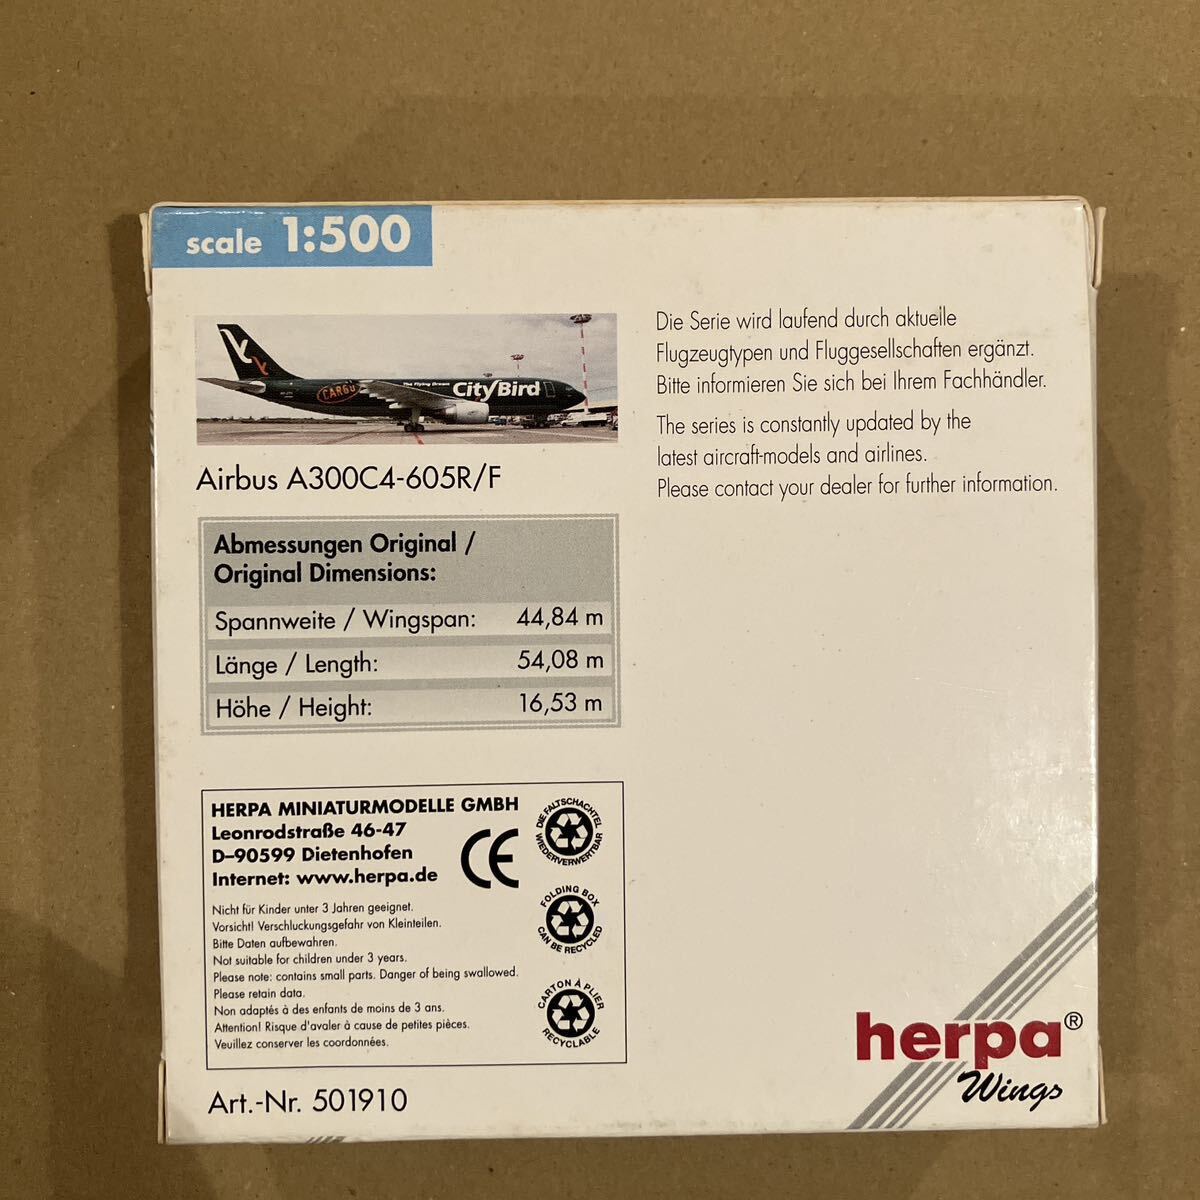 scale 1:500
CARGO
The Flying Dream
City Bird
Airbus A300C4-605R/F
Die Serie wird laufend durch aktuelle
Flugzeugtypen und Fluggesellschaften ergänzt.
Bitte informieren Sie sich bei Ihrem Fachhändler.
The series is constantly updated by the
latest aircraft-models and airlines.
Please contact your dealer for further information.
Abmessungen Original /
Original Dimensions:
Spannweite / Wingspan: 44,84 m
Länge / Length: 54,08 m
Höhe / Height: 16,53 m
HERPA MINIATURMODELLE GMBH
Leonrodstraße 46-47
D–90599 Dietenhofen
Internet: www.herpa.de
CE
Nicht für Kinder unter 3 Jahren geeignet.
Vorsicht! Verschluckungsgefahr von Kleinteilen.
Bitte Daten aufbewahren.
Not suitable for children under 3 years.
Please note: contains small parts. Danger of being swallowed.
Please retain data.
Non adaptés à des enfants de moins de 3 ans.
Attention! Risque d'avaler à cause de petites pièces.
Veuillez conserver les coordonnées.
DIE FALTSCHACHTEL
WIEDERVERWERTBAR
FOLDING BOX
CAN BE RECYCLED
CARTON À PLIER
RECYCLABLE
Art.-Nr. 501910
herpa®
Wings